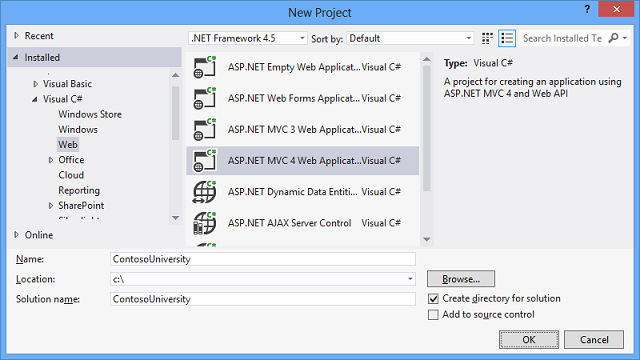 New Project
? ×
Recent
.NET Framework 4.5
Sort by: Default
Search Installed Te
Installed
Visual Basic
Visual C#
Windows Store
Windows
Web
Office
Cloud
Reporting
SharePoint
Online
ASP.NET Empty Web Applicat...Visual C#
ASP.NET Web Forms Applicat...Visual C#
ASP.NET MVC 3 Web Applicat...Visual C#
ASP.NET MVC 4 Web Applicat...Visual C#
ASP.NET Dynamic Data Entiti...Visual C#
ASP.NET AJAX Server Control Visual C#
Type: Visual C#
A project for creating an application using
ASP.NET MVC 4 and Web API
Name: ContosoUniversity
Location: c:\
Browse...
Solution name: ContosoUniversity
Create directory for solution
Add to source control
OK
Cancel